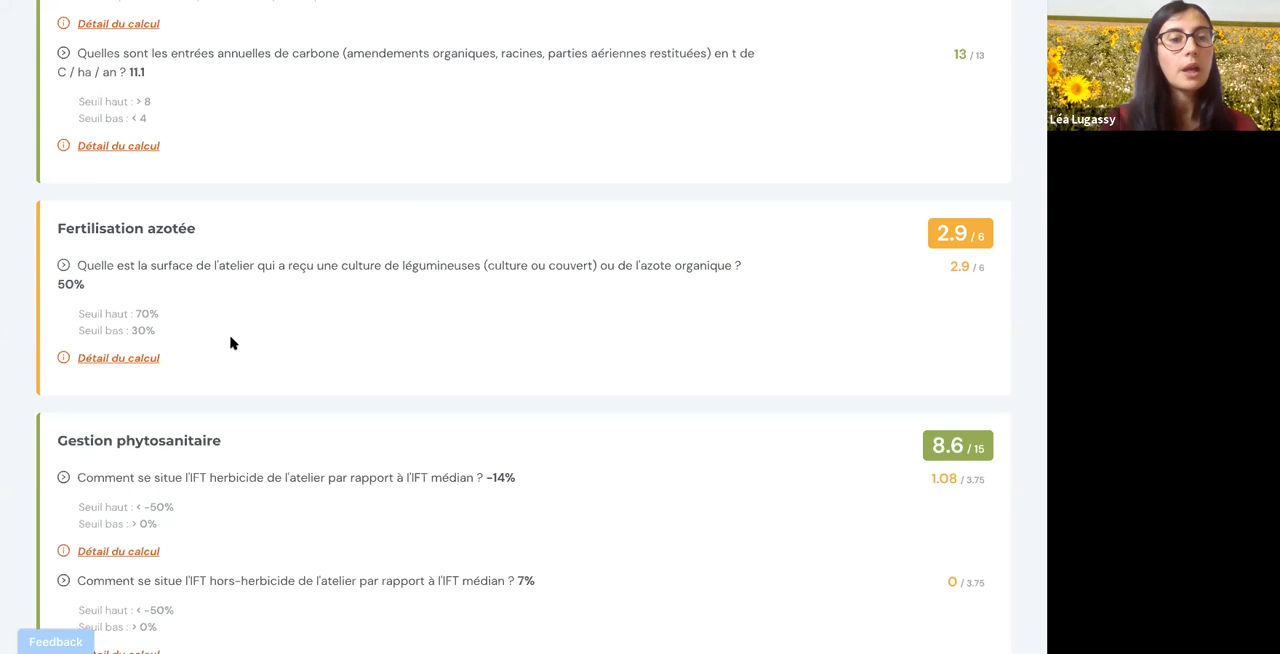 Détail du calcul
Quelles sont les entrées annuelles de carbone (amendements organiques, racines, parties aériennes restituées) en t de
C / ha / an ? 11.1
13 / 13
Seuil haut : > 8
Seuil bas : < 4
Détail du calcul
Léa Lugassy
Fertilisation azotée
2.9 / 6
Quelle est la surface de l'atelier qui a reçu une culture de légumineuses (culture ou couvert) ou de l'azote organique ?
50%
2.9 / 6
Seuil haut : 70%
Seuil bas : 30%
Détail du calcul
Gestion phytosanitaire
8.6 / 15
Comment se situe l'IFT herbicide de l'atelier par rapport à l'IFT médian ? -14%
1.08 / 3.75
Seuil haut : < -50%
Seuil bas : > 0%
Détail du calcul
Comment se situe l'IFT hors-herbicide de l'atelier par rapport à l'IFT médian ? 7%
0 / 3.75
Seuil haut : < -50%
Seuil bas : > 0%
Feedback